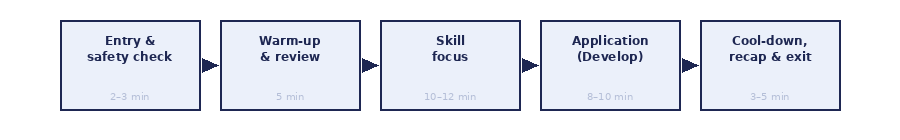 Entry &
safety check
2–3 min
Warm-up
& review
5 min
Skill
focus
10–12 min
Application
(Develop)
8–10 min
Cool-down,
recap & exit
3–5 min